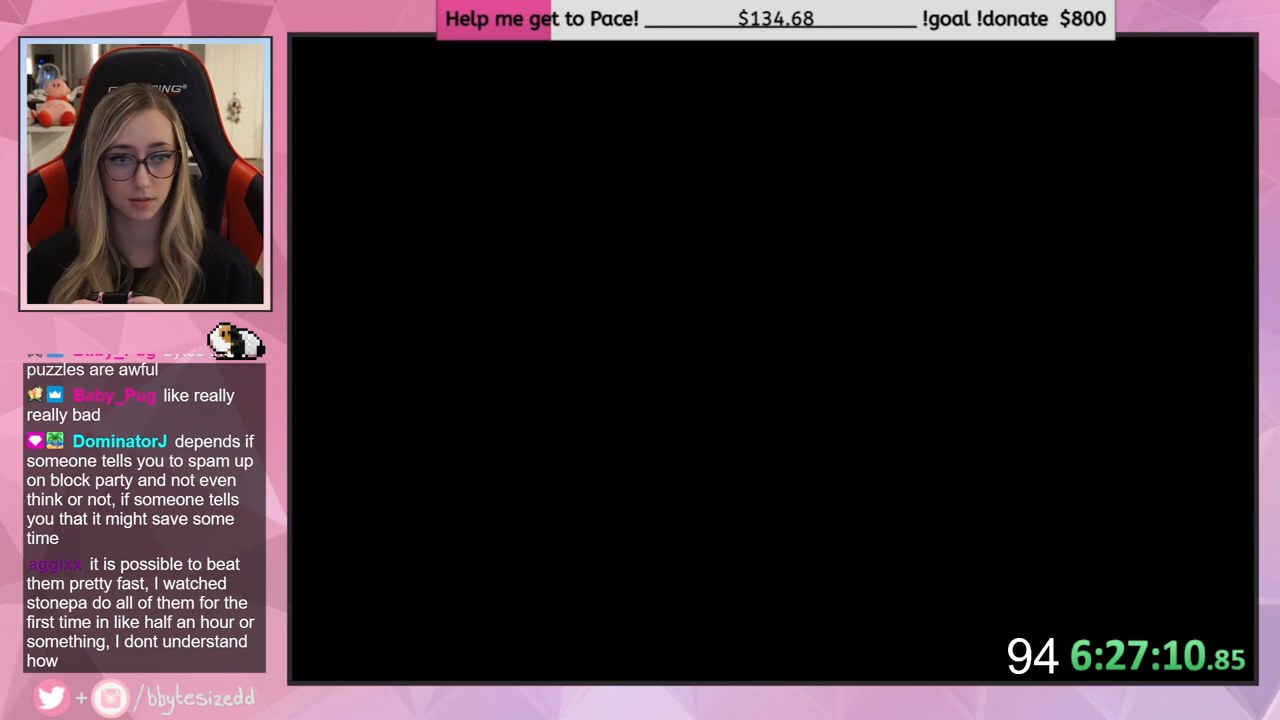 Help me get to Pace! $134.68 !goal !donate $800
Baby_Pug
puzzles are awful
Baby_Pug like really
really bad
DominatorJ depends if
someone tells you to spam up
on block party and not even
think or not, if someone tells
you that it might save some
time
aggixx it is possible to beat
them pretty fast, I watched
stonepa do all of them for the
first time in like half an hour or
something, I dont understand
how
94 6:27:10.85
+ /bbytesizedd